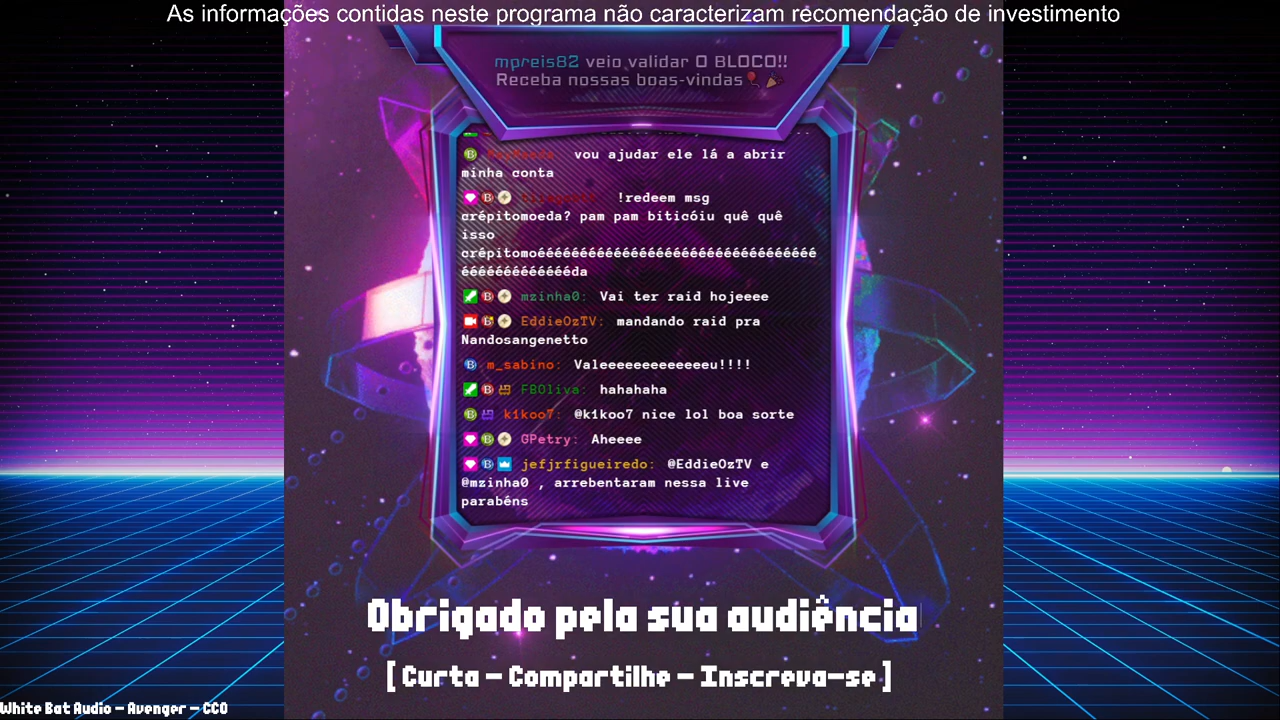 As informações contidas neste programa não caracterizam recomendação de investimento
mpreis82 veio validar O BLOCO!!
Receba nossas boas-vindas🎈🎉
vou ajudar ele lá a abrir
minha conta
!redeem msg
crépitomoeda? pam pam biticóiu quê quê
isso
mzinha0: Vai ter raid hojeeee
EddieOzTV: mandando raid pra
Nandosangenetto
m_sabino: Valeeeeeeeeeeeeeu!!!!
FBOliva: hahahaha
k1koo7: @k1koo7 nice lol boa sorte
GPetry: Aheeee
jefjrfigueiredo: @EddieOzTV e
@mzinha0 , arrebentaram nessa live
parabéns
Obrigado pela sua audiência
[ Curta – Compartilhe – Inscreva-se ]
White Bat Audio – Avenger – CC0